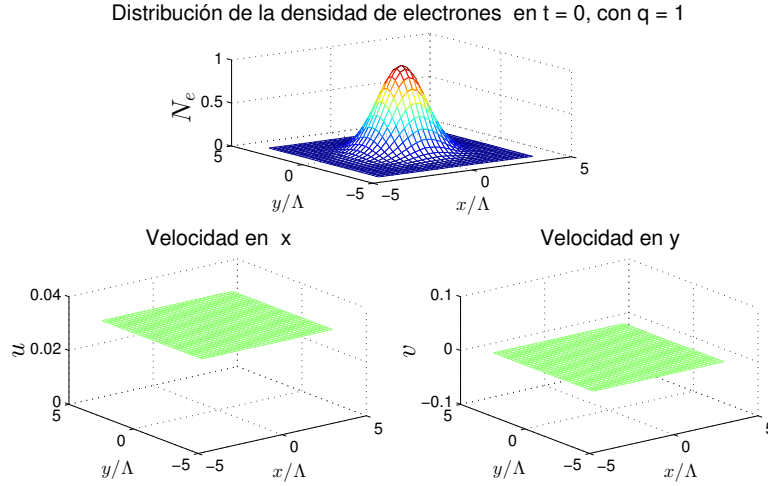 Distribución de la densidad de electrones en t = 0, con q = 1
1
0.5
0
N_e
5
0
−5
y/Λ
−5
0
5
x/Λ
Velocidad en x
0.04
0.02
0
u
5
0
−5
y/Λ
−5
0
5
x/Λ
Velocidad en y
0.1
0
−0.1
v
5
0
−5
y/Λ
−5
0
5
x/Λ